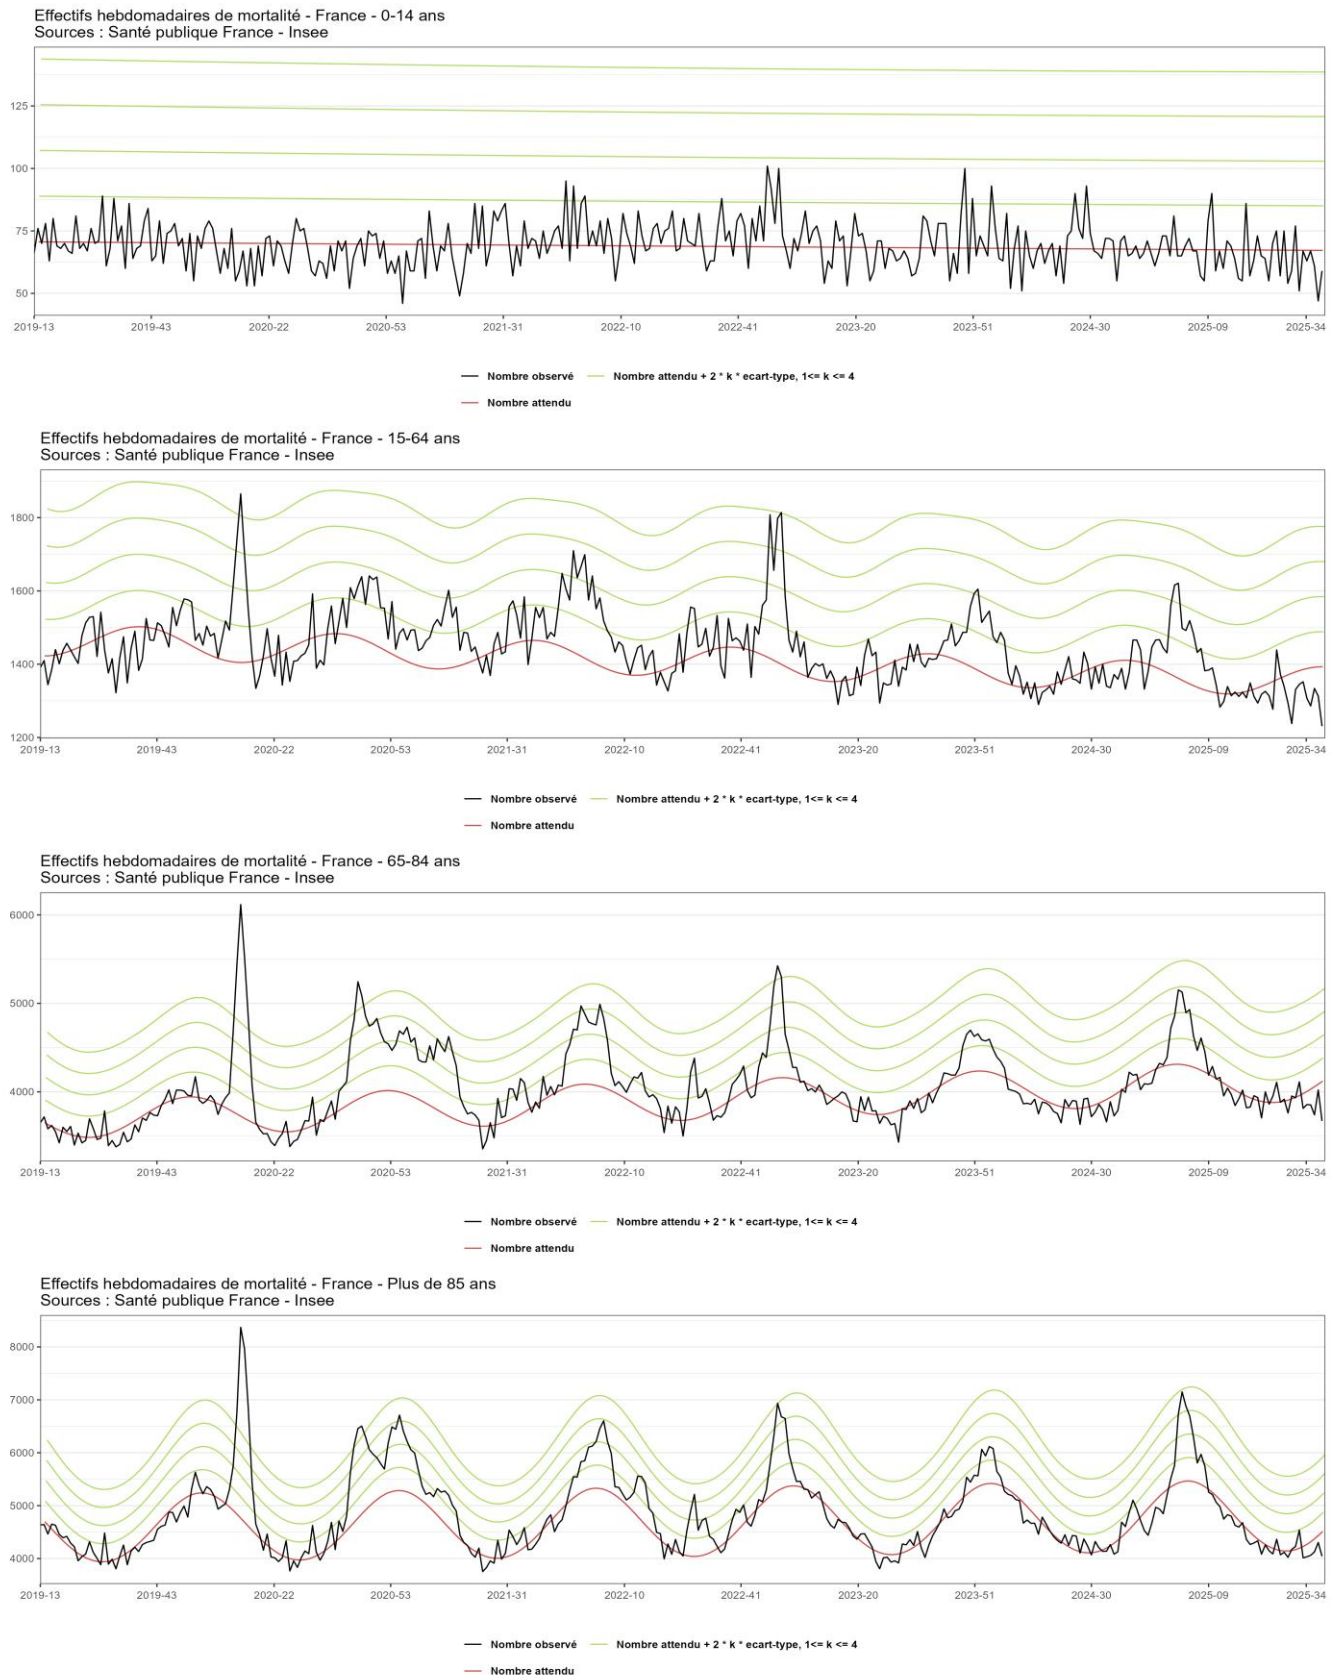 Effectifs hebdomadaires de mortalité - France - 0-14 ans
Sources : Santé publique France - Insee
125
100
75
50
2019-13 2019-43 2020-22 2020-53 2021-31 2022-10 2022-41 2023-20 2023-51 2024-30 2025-09 2025-34
Nombre observé Nombre attendu + 2 * k * ecart-type, 1<= k <= 4
Nombre attendu
Effectifs hebdomadaires de mortalité - France - 15-64 ans
Sources : Santé publique France - Insee
1800
1600
1400
1200
2019-13 2019-43 2020-22 2020-53 2021-31 2022-10 2022-41 2023-20 2023-51 2024-30 2025-09 2025-34
Nombre observé Nombre attendu + 2 * k * ecart-type, 1<= k <= 4
Nombre attendu
Effectifs hebdomadaires de mortalité - France - 65-84 ans
Sources : Santé publique France - Insee
6000
5000
4000
2019-13 2019-43 2020-22 2020-53 2021-31 2022-10 2022-41 2023-20 2023-51 2024-30 2025-09 2025-34
Nombre observé Nombre attendu + 2 * k * ecart-type, 1<= k <= 4
Nombre attendu
Effectifs hebdomadaires de mortalité - France - Plus de 85 ans
Sources : Santé publique France - Insee
8000
7000
6000
5000
4000
2019-13 2019-43 2020-22 2020-53 2021-31 2022-10 2022-41 2023-20 2023-51 2024-30 2025-09 2025-34
Nombre observé Nombre attendu + 2 * k * ecart-type, 1<= k <= 4
Nombre attendu